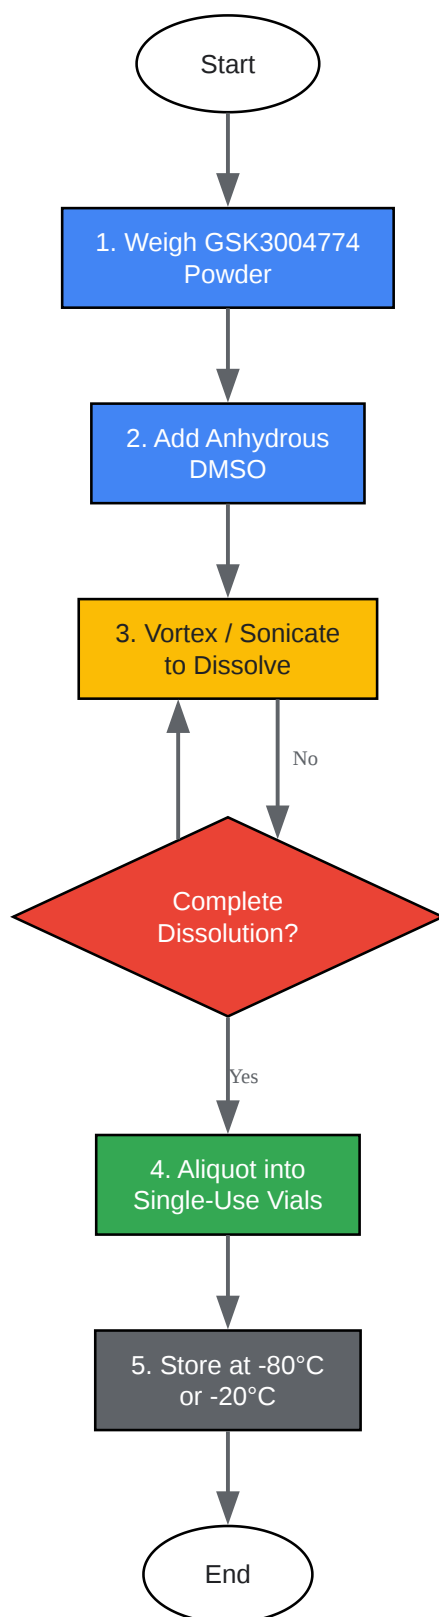 Start
1. Weigh GSK3004774
Powder
2. Add Anhydrous
DMSO
3. Vortex / Sonicate
to Dissolve
No
Complete
Dissolution?
Yes
4. Aliquot into
Single-Use Vials
5. Store at -80°C
or -20°C
End